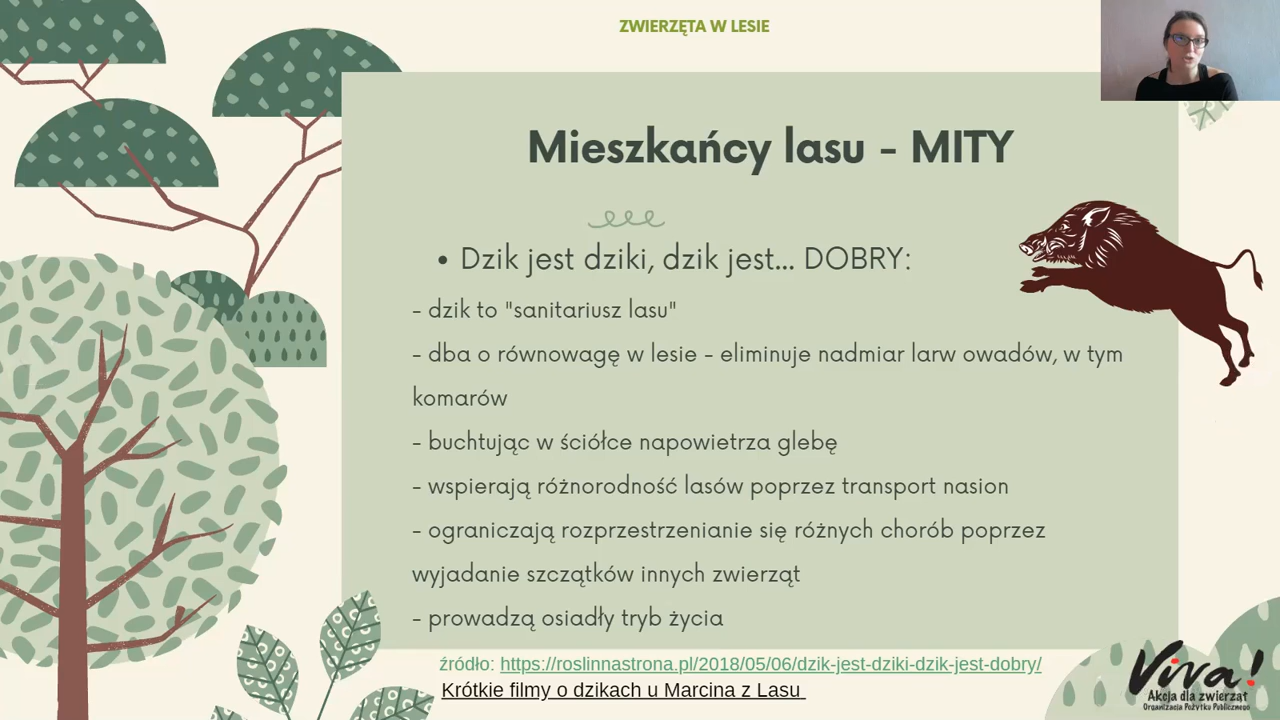 ZWIERZĘTA W LESIE
Mieszkańcy lasu - MITY
• Dzik jest dziki, dzik jest... DOBRY:
- dzik to "sanitariusz lasu"
- dba o równowagę w lesie - eliminuje nadmiar larw owadów, w tym
komarów
- buchtując w ściółce napowietrza glebę
- wspierają różnorodność lasów poprzez transport nasion
- ograniczają rozprzestrzenianie się różnych chorób poprzez
wyjadanie szczątków innych zwierząt
- prowadzą osiadły tryb życia
źródło: https://roslinnastrona.pl/2018/05/06/dzik-jest-dziki-dzik-jest-dobry/
Krótkie filmy o dzikach u Marcina z Lasu
Viva!
Akcja dla zwierząt
Organizacja Pożytku Publicznego